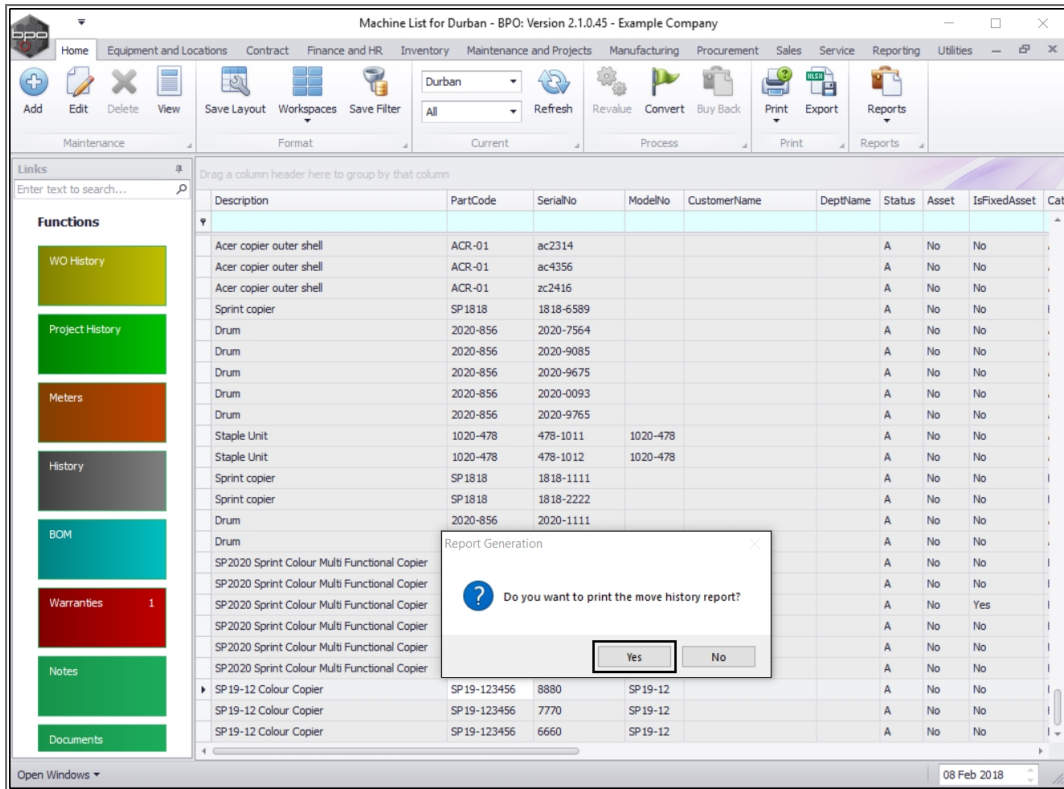 bpo
Machine List for Durban - BPO: Version 2.1.0.45 - Example Company
Home Equipment and Locations Contract Finance and HR Inventory Maintenance and Projects Manufacturing Procurement Sales Service Reporting Utilities
Durban
All
Add Edit Delete View Save Layout Workspaces Save Filter Refresh Revalue Convert Buy Back Print Export Reports
Maintenance Format Current Process Print Reports
Links
Enter text to search...
Functions
WO History
Project History
Meters
History
BOM
Warranties 1
Notes
Documents
Drag a column header here to group by that column
Description PartCode SerialNo ModelNo CustomerName DeptName Status Asset IsFixedAsset Cat
Acer copier outer shell ACR-01 ac2314 A No No
Acer copier outer shell ACR-01 ac4356 A No No
Acer copier outer shell ACR-01 zc2416 A No No
Sprint copier SP1818 1818-6589 A No No
Drum 2020-856 2020-7564 A No No
Drum 2020-856 2020-9085 A No No
Drum 2020-856 2020-9675 A No No
Drum 2020-856 2020-0093 A No No
Drum 2020-856 2020-9765 A No No
Staple Unit 1020-478 478-1011 1020-478 A No No
Staple Unit 1020-478 478-1012 1020-478 A No No
Sprint copier SP1818 1818-1111 A No No
Sprint copier SP1818 1818-2222 A No No
Drum 2020-856 2020-1111 A No No
Drum A No No
SP2020 Sprint Colour Multi Functional Copier A No No
SP2020 Sprint Colour Multi Functional Copier A No No
SP2020 Sprint Colour Multi Functional Copier A No Yes
SP2020 Sprint Colour Multi Functional Copier A No No
SP2020 Sprint Colour Multi Functional Copier A No No
SP2020 Sprint Colour Multi Functional Copier A No No
SP19-12 Colour Copier SP19-123456 8880 SP19-12 A No No
SP19-12 Colour Copier SP19-123456 7770 SP19-12 A No No
SP19-12 Colour Copier SP19-123456 6660 SP19-12 A No No
Report Generation
Do you want to print the move history report?
Yes No
Open Windows
08 Feb 2018